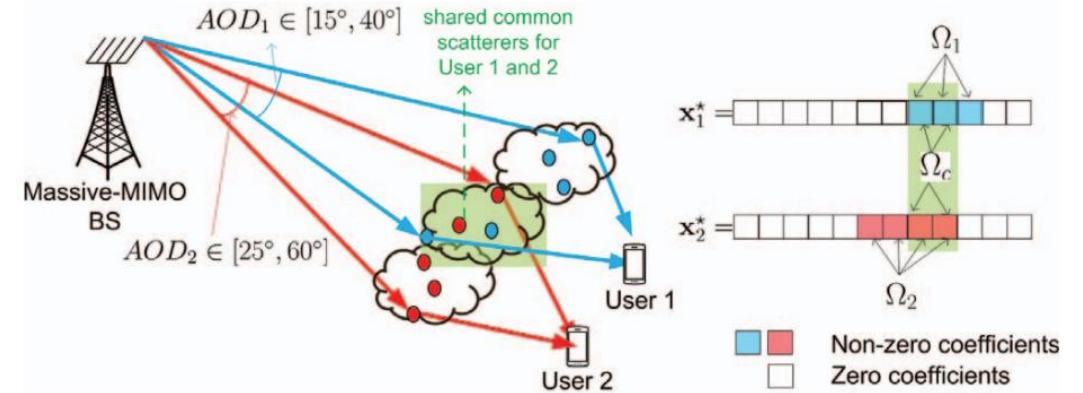 AOD₁ ∈ [15°, 40°]
shared common
scatterers for
User 1 and 2
Massive-MIMO
BS
AOD₂ ∈ [25°, 60°]
User 1
User 2
Ω₁
x₁* =
Ω_c
x₂* =
Ω₂
Non-zero coefficients
Zero coefficients